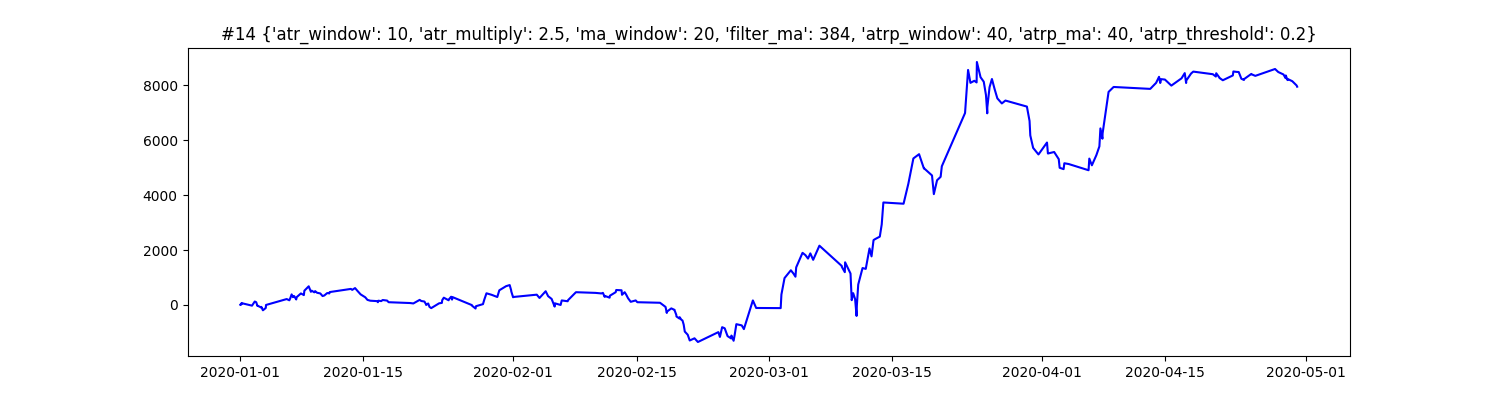 #14 {'atr_window': 10, 'atr_multiply': 2.5, 'ma_window': 20, 'filter_ma': 384, 'atrp_window': 40, 'atrp_ma': 40, 'atrp_threshold': 0.2}
8000
6000
4000
2000
0
2020-01-01 2020-01-15 2020-02-01 2020-02-15 2020-03-01 2020-03-15 2020-04-01 2020-04-15 2020-05-01